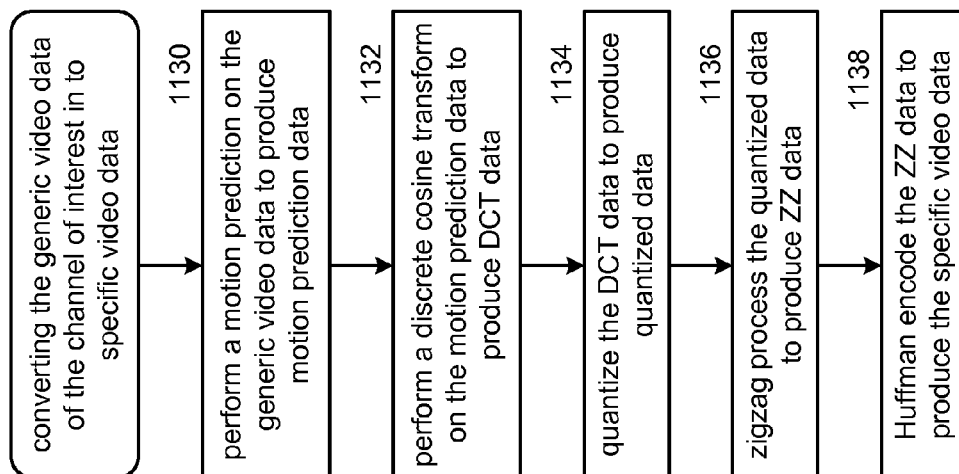 converting the generic video data
of the channel of interest in to
specific video data
1130
perform a motion prediction on the
generic video data to produce
motion prediction data
1132
perform a discrete cosine transform
on the motion prediction data to
produce DCT data
1134
quantize the DCT data to produce
quantized data
1136
zigzag process the quantized data
to produce ZZ data
1138
Huffman encode the ZZ data to
produce the specific video data